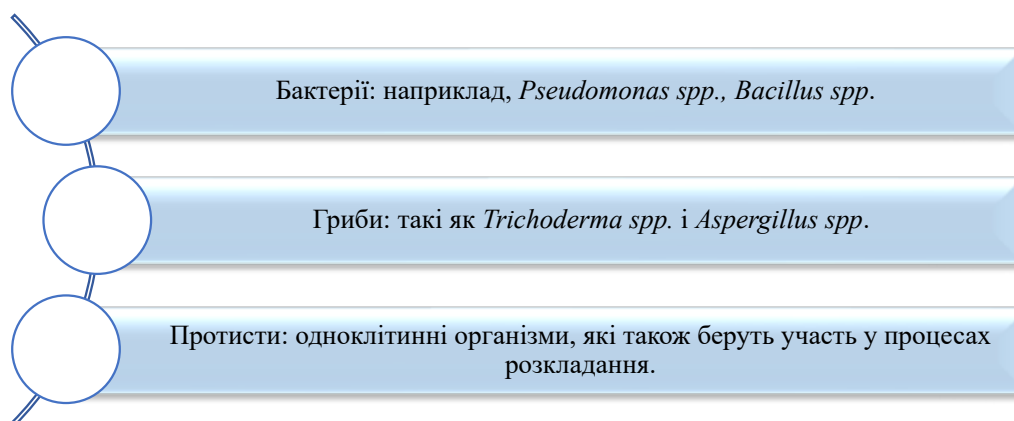 Бактерії: наприклад, Pseudomonas spp., Bacillus spp.
Гриби: такі як Trichoderma spp. і Aspergillus spp.
Протисти: одноклітинні організми, які також беруть участь у процесах
розкладання.